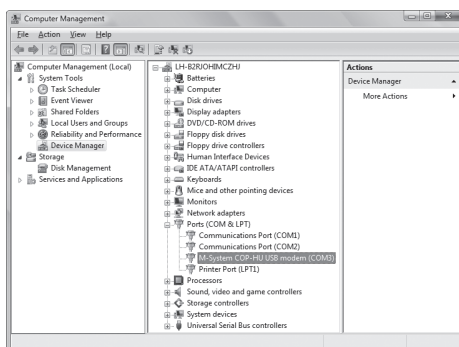 Computer Management
File Action View Help
Computer Management (Local)
System Tools
Task Scheduler
Event Viewer
Shared Folders
Local Users and Groups
Reliability and Performance
Device Manager
Storage
Disk Management
Services and Applications
LH-B2RJOHIMCZHJ
Batteries
Computer
Disk drives
Display adapters
DVD/CD-ROM drives
Floppy disk drives
Floppy drive controllers
Human Interface Devices
IDE ATA/ATAPI controllers
Keyboards
Mice and other pointing devices
Monitors
Network adapters
Ports (COM & LPT)
Communications Port (COM1)
Communications Port (COM2)
M-System COP-HU USB modem (COM3)
Printer Port (LPT1)
Processors
Sound, video and game controllers
Storage controllers
System devices
Universal Serial Bus controllers
Actions
Device Manager
More Actions